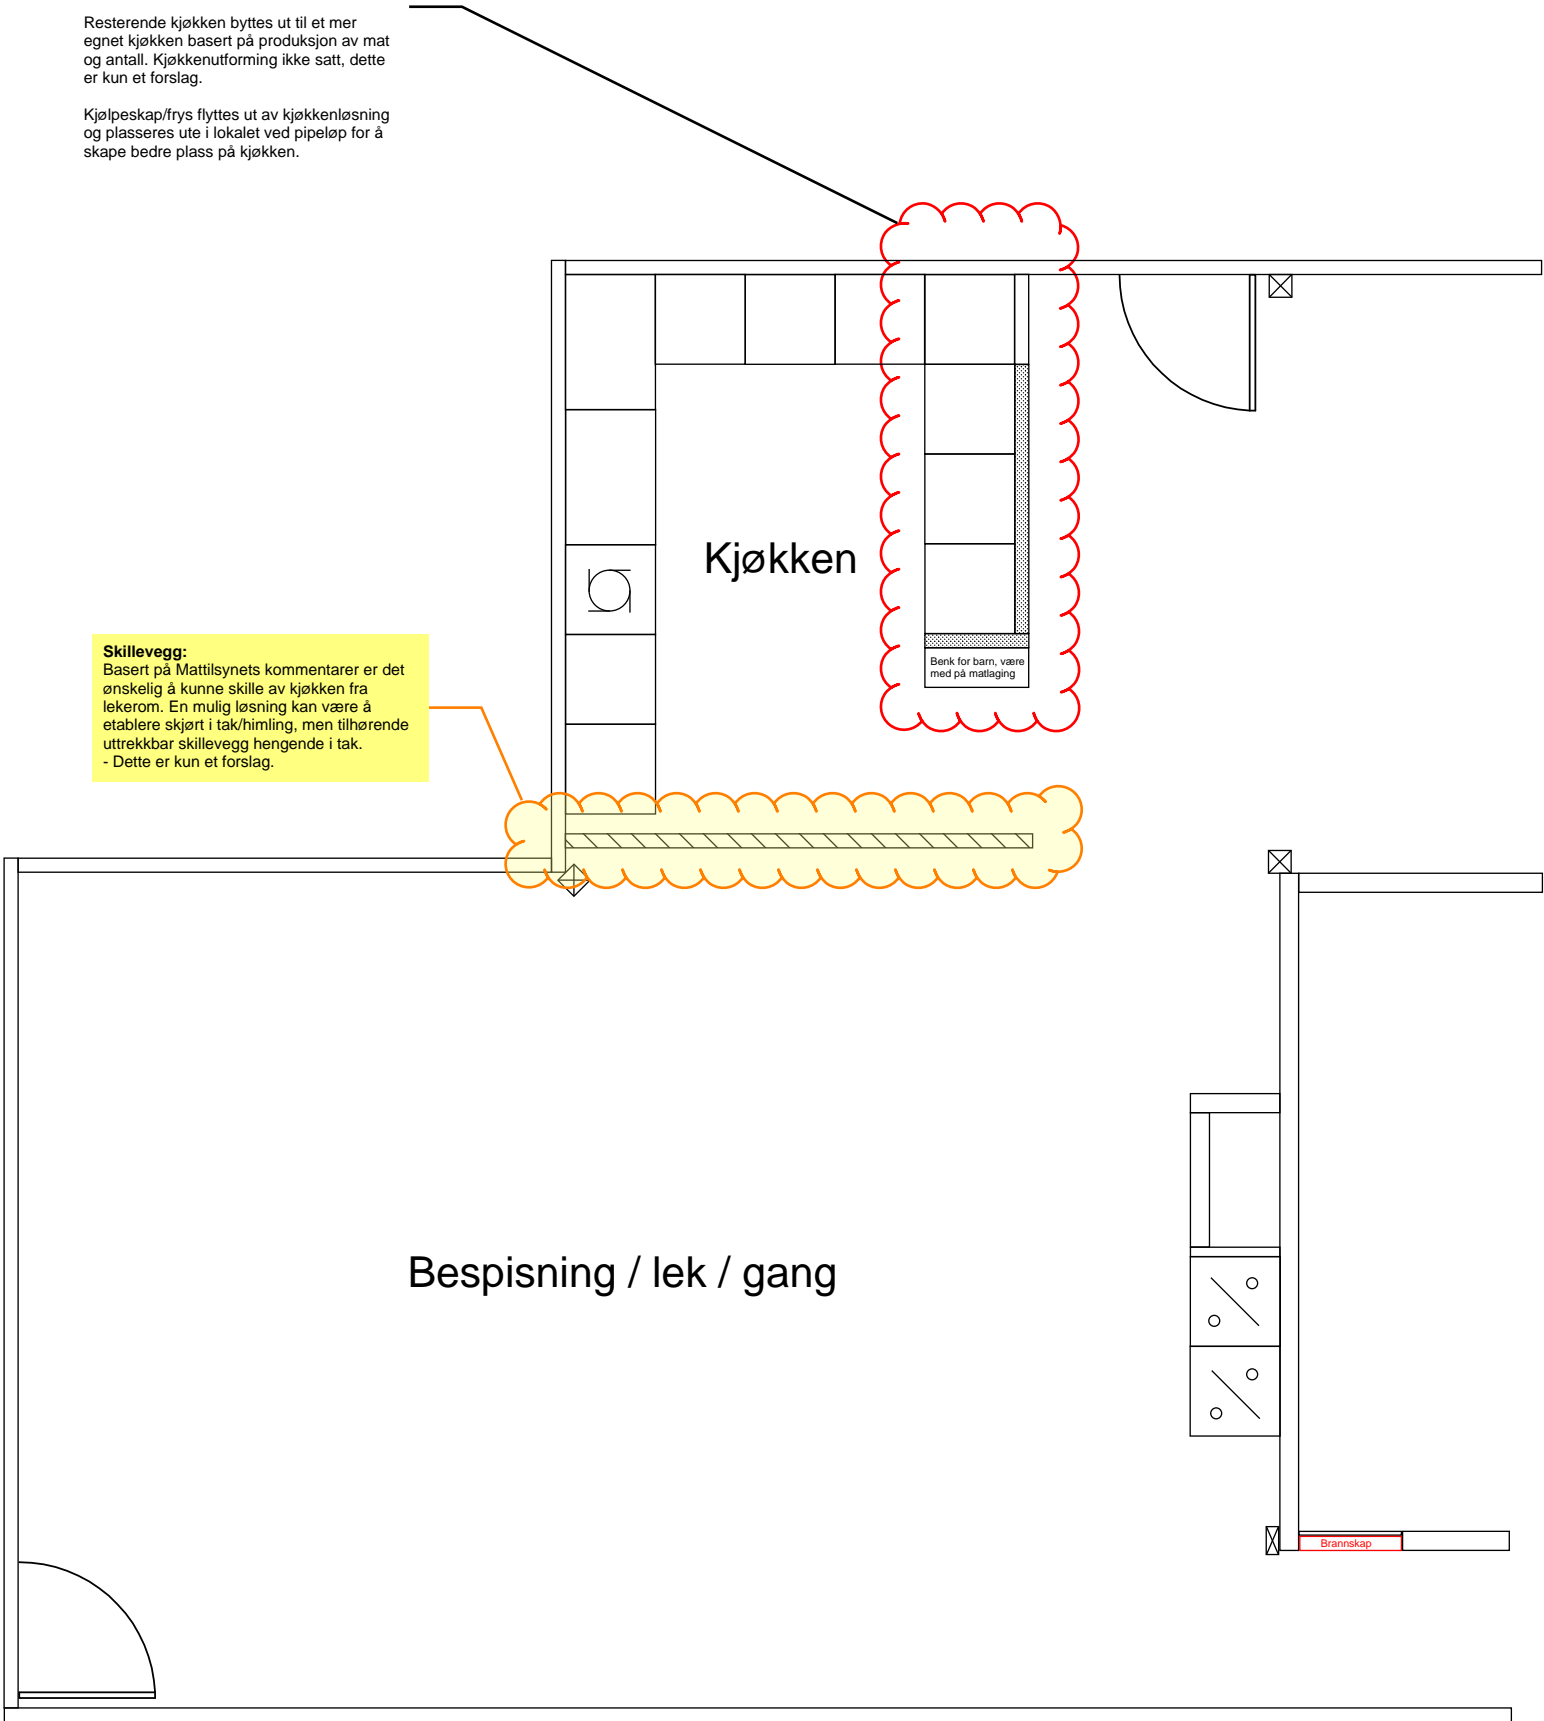 Resterende kjøkken byttes ut til et mer
egnet kjøkken basert på produksjon av mat
og antall. Kjøkkenutforming ikke satt, dette
er kun et forslag.
Kjølpeskap/frys flyttes ut av kjøkkenløsning
og plasseres ute i lokalet ved pipeløp for å
skape bedre plass på kjøkken.
Kjøkken
Skillevegg:
Basert på Mattilsynets kommentarer er det
ønskelig å kunne skille av kjøkken fra
lekerom. En mulig løsning kan være å
etablere skjørt i tak/himling, men tilhørende
uttrekkbar skillevegg hengende i tak.
- Dette er kun et forslag.
Benk for barn, være
med på matlaging
Bespisning / lek / gang
Brannskap